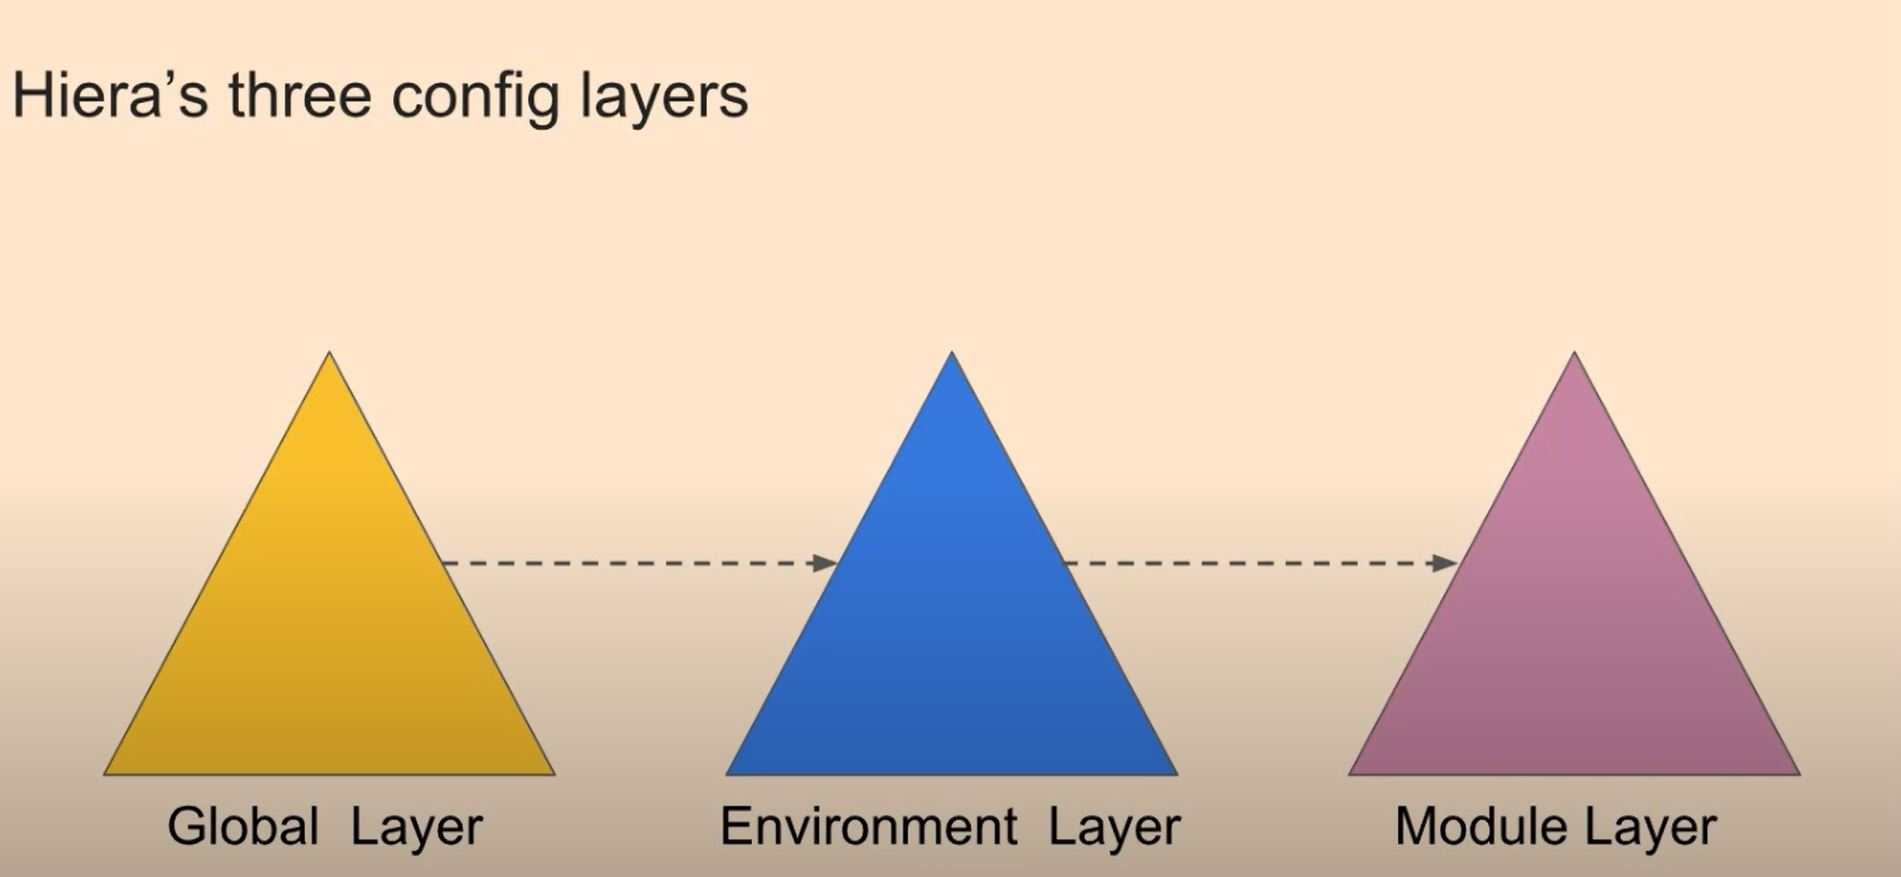 Hiera’s three config layers
Global Layer
Environment Layer
Module Layer